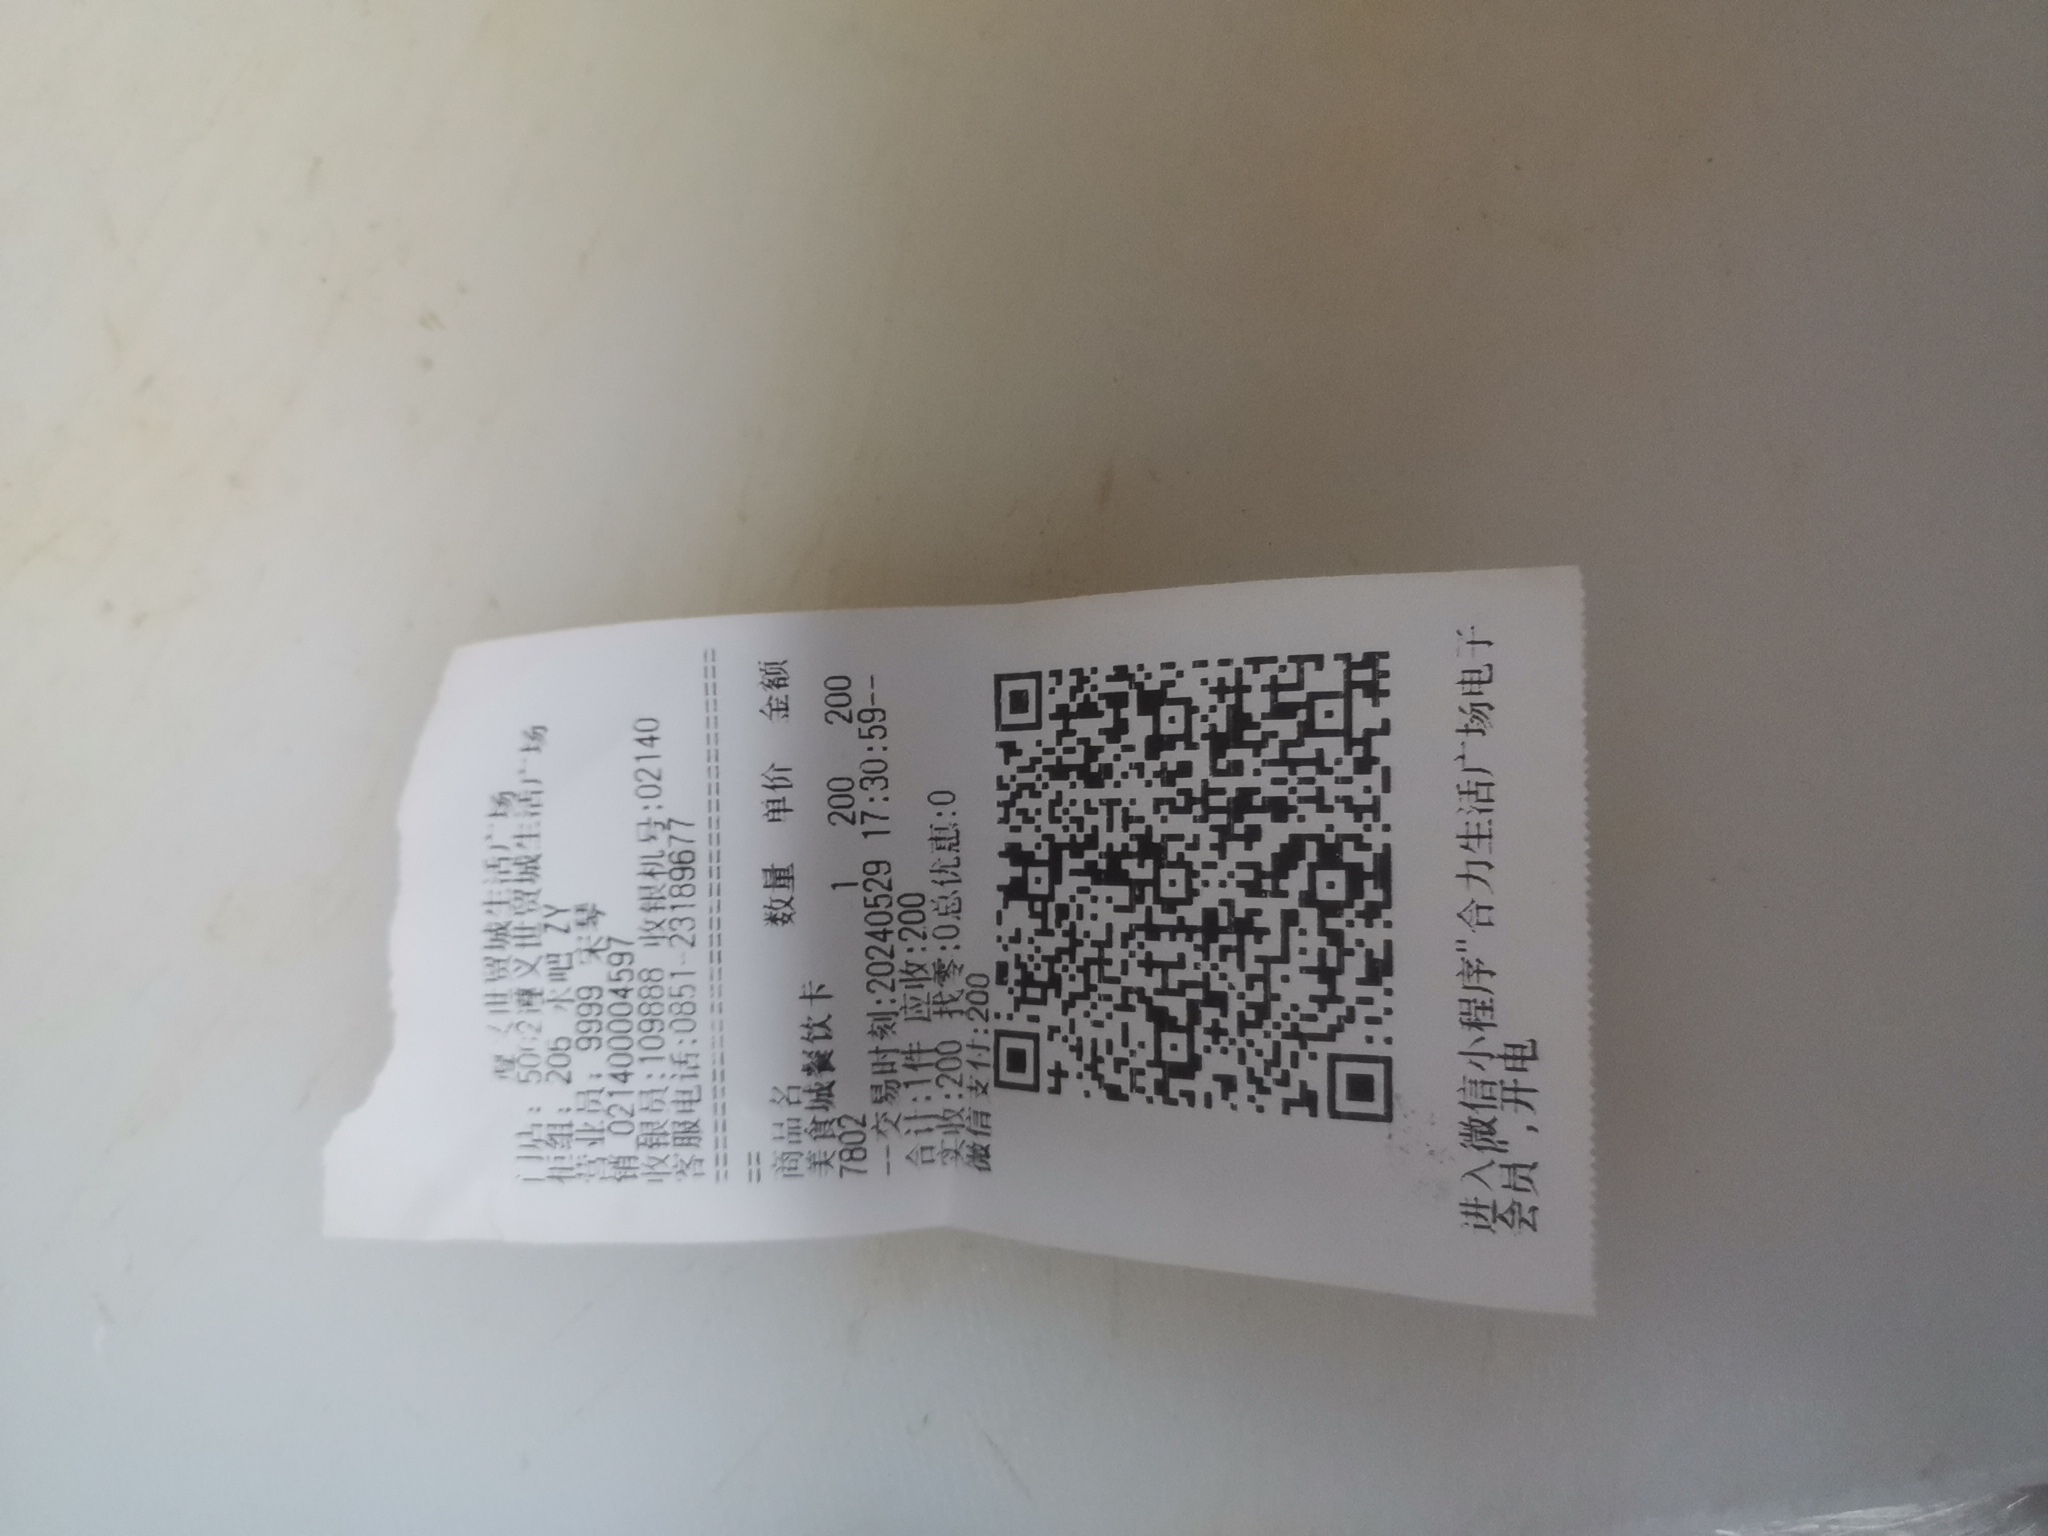 遵义世贸城生活广场
门店: 5002遵义世贸城生活广场
柜组: 205 水吧 ZY
营业员: 9999 宋琴
销 021400004597
收银员:109888 收银机号:02140
客服电话:0851-23189677
================================
==
商品名 数量 单价 金额
美食城餐饮卡
7802 1 200 200
--交易时刻:20240529 17:30:59--
合计:1件 应收:200
实收:200 找零:0总优惠:0
微信支付:200
进入微信小程序"合力生活广场电子
会员",开电